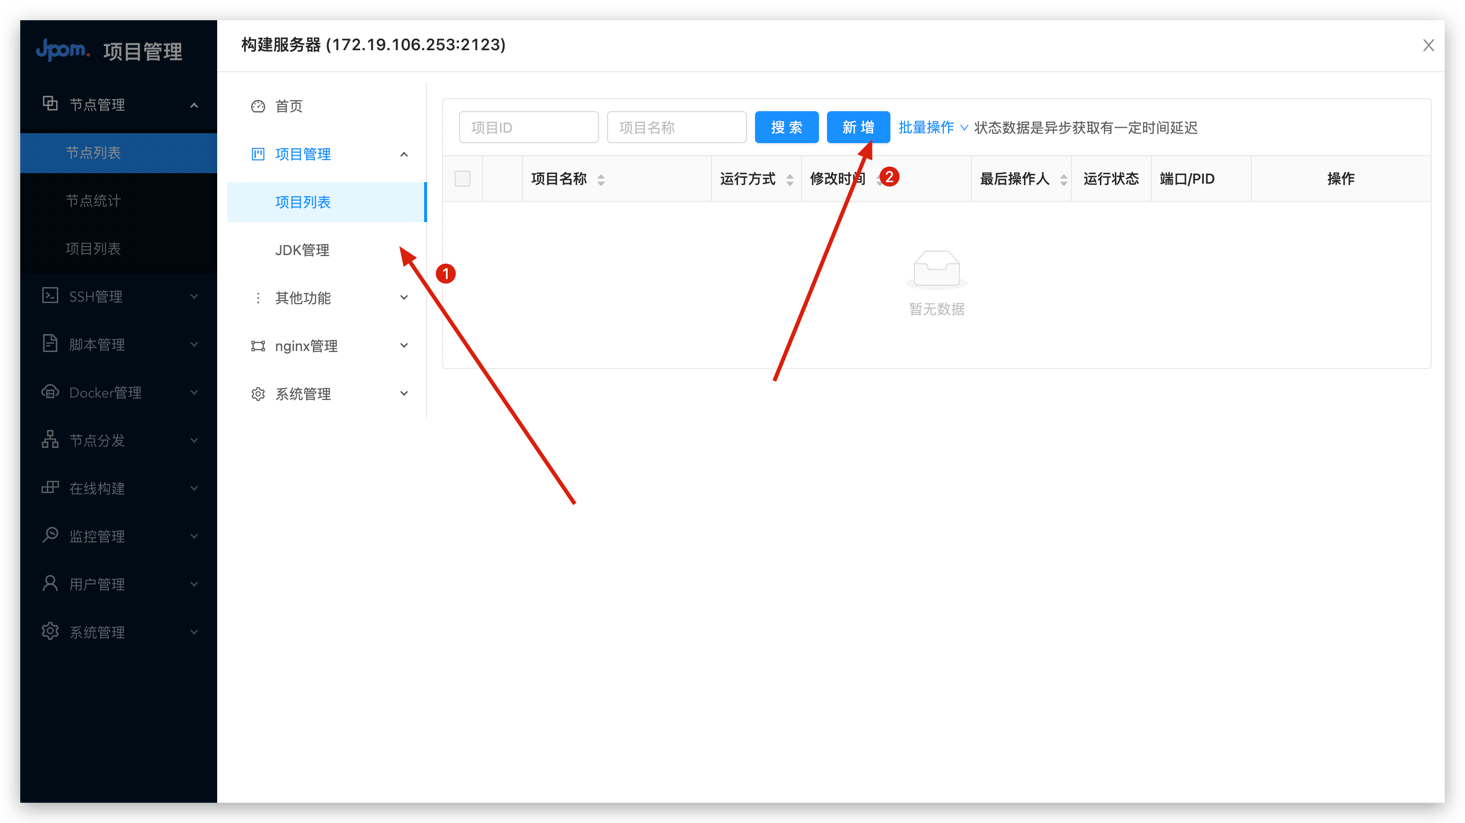 Jpom. 项目管理
节点管理
节点列表
节点统计
项目列表
SSH管理
脚本管理
Docker管理
节点分发
在线构建
监控管理
用户管理
系统管理
构建服务器 (172.19.106.253:2123)
首页
项目管理
项目列表
JDK管理
其他功能
nginx管理
系统管理
1
项目ID 项目名称 搜 索 新 增 批量操作 状态数据是异步获取有一定时间延迟
项目名称 运行方式 修改时间 2 最后操作人 运行状态 端口/PID 操作
暂无数据